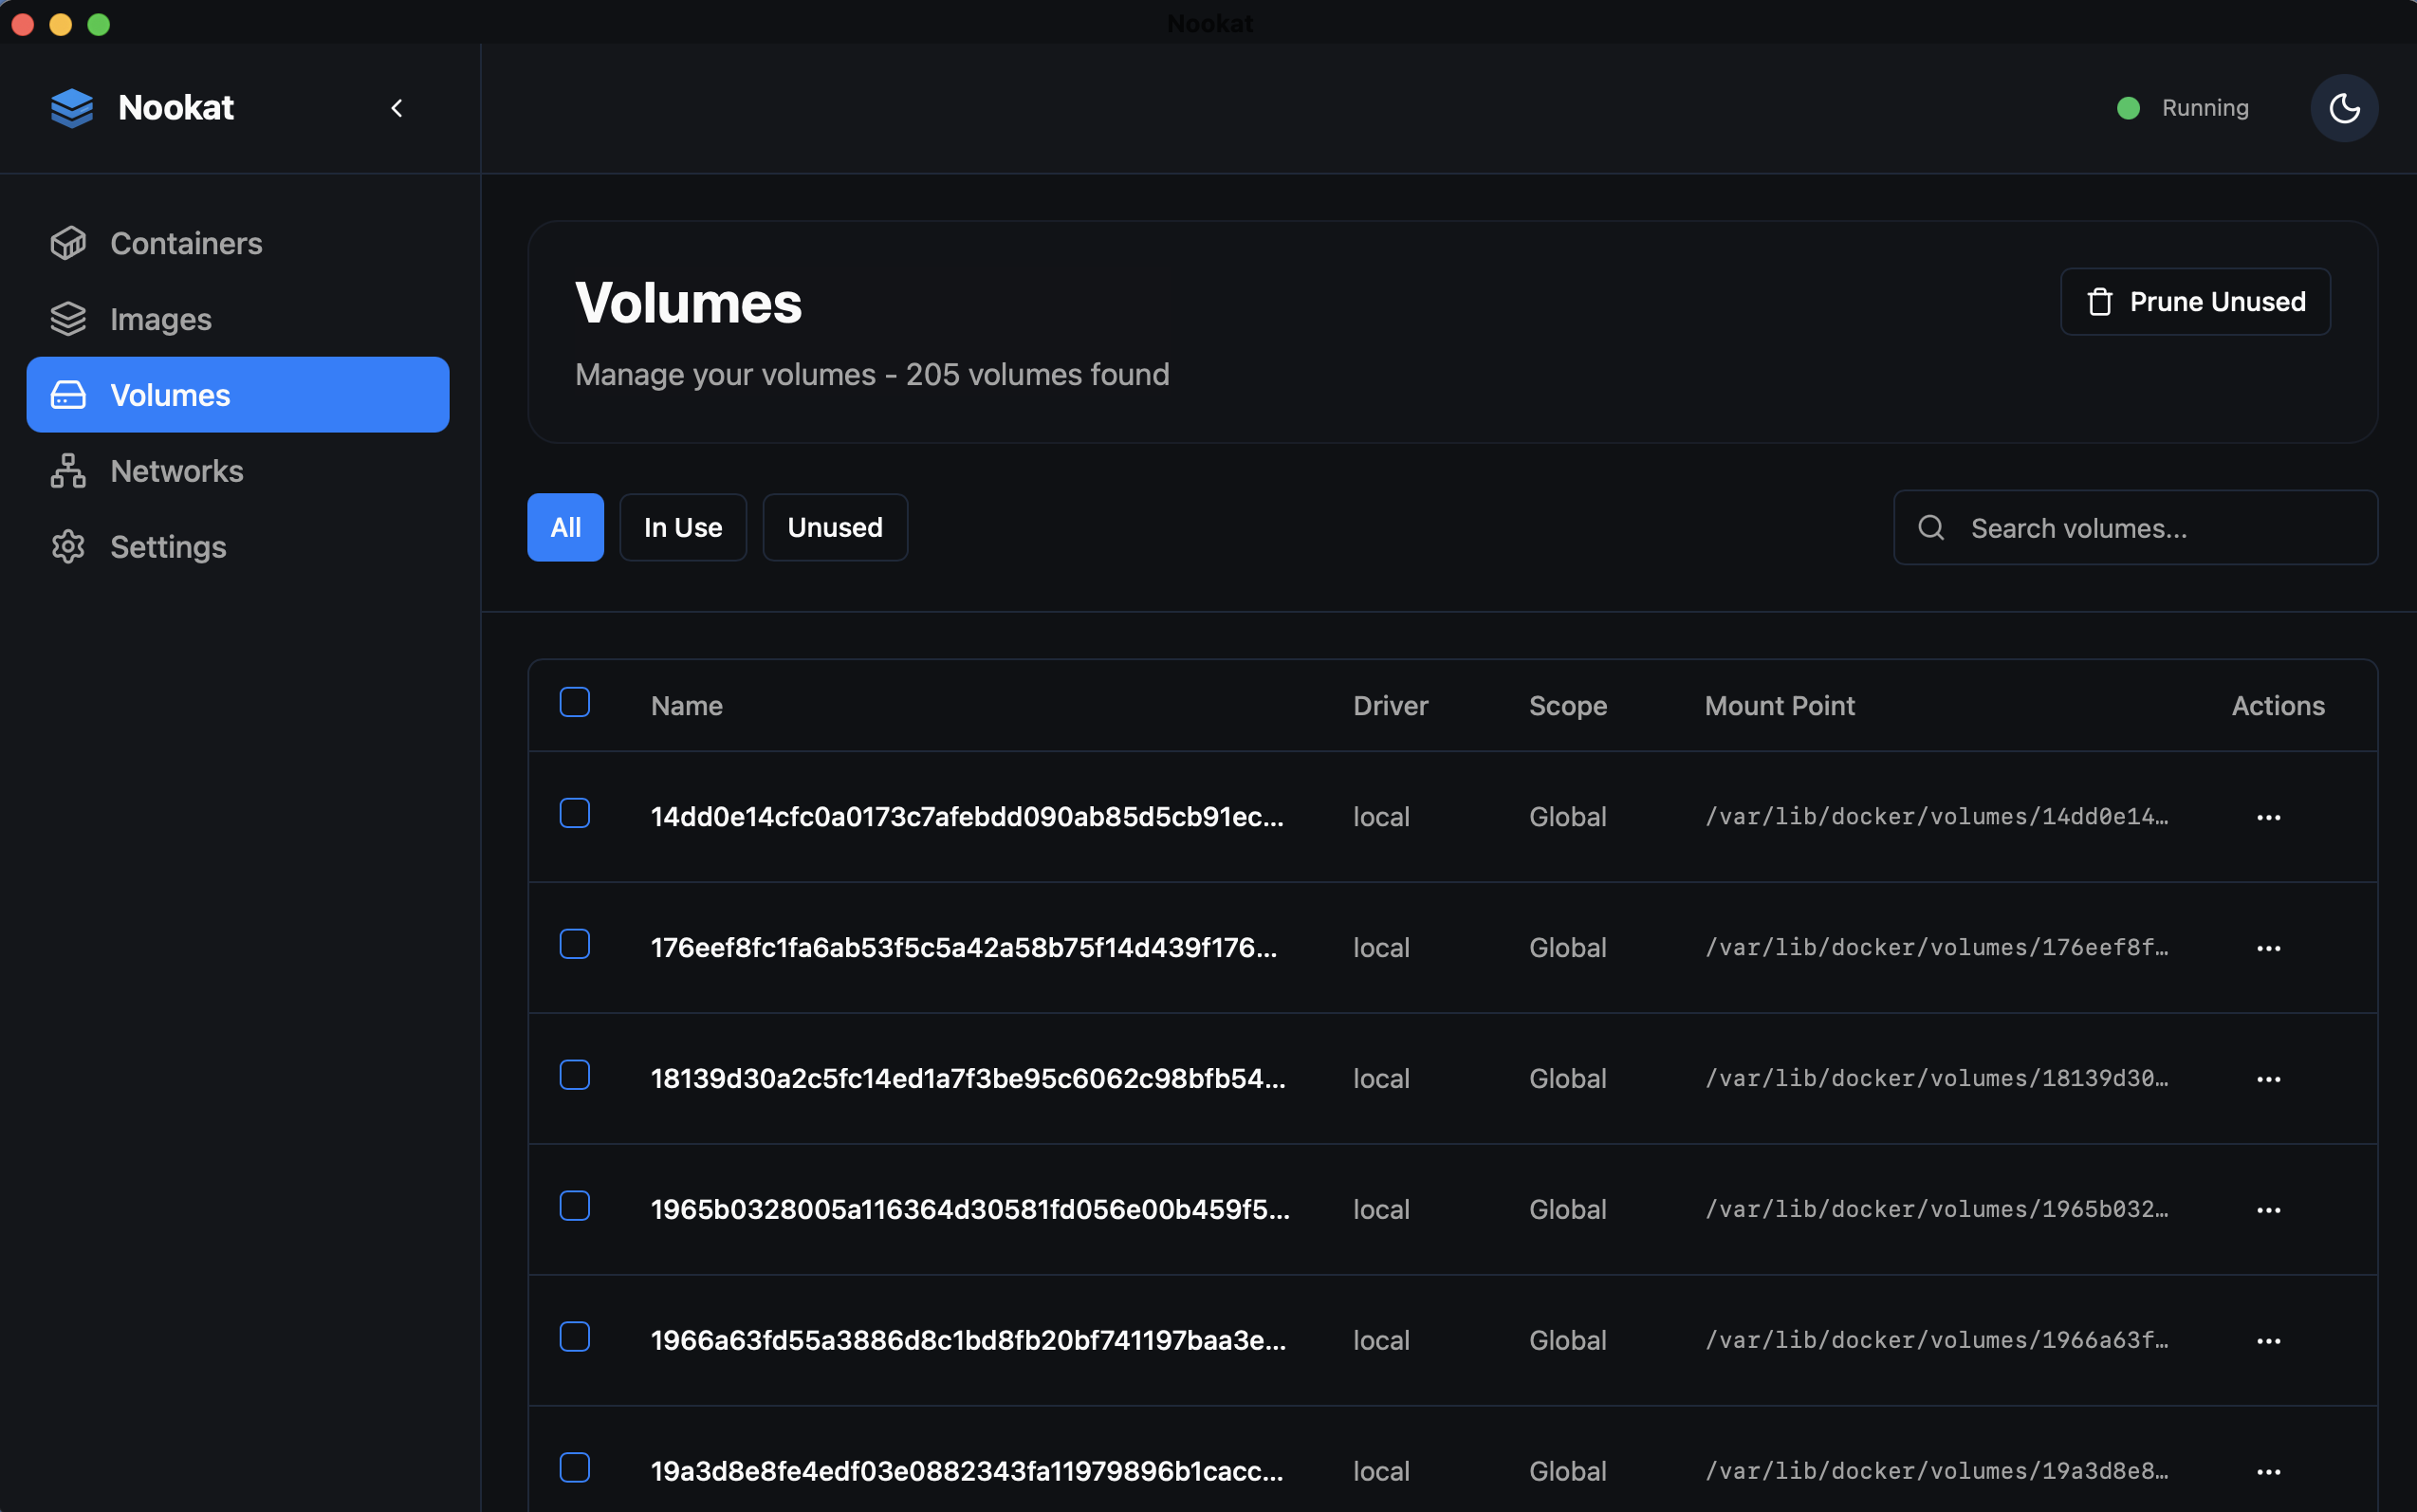 Nookat
Nookat
Running
Containers
Images
Volumes
Networks
Settings
Volumes
Prune Unused
Manage your volumes - 205 volumes found
All
In Use
Unused
Search volumes...
Name Driver Scope Mount Point Actions
14dd0e14cfc0a0173c7afebdd090ab85d5cb91ec... local Global /var/lib/docker/volumes/14dd0e14…
176eef8fc1fa6ab53f5c5a42a58b75f14d439f176... local Global /var/lib/docker/volumes/176eef8f…
18139d30a2c5fc14ed1a7f3be95c6062c98bfb54... local Global /var/lib/docker/volumes/18139d30…
1965b0328005a116364d30581fd056e00b459f5... local Global /var/lib/docker/volumes/1965b032…
1966a63fd55a3886d8c1bd8fb20bf741197baa3e... local Global /var/lib/docker/volumes/1966a63f…
19a3d8e8fe4edf03e0882343fa11979896b1cacc... local Global /var/lib/docker/volumes/19a3d8e8…